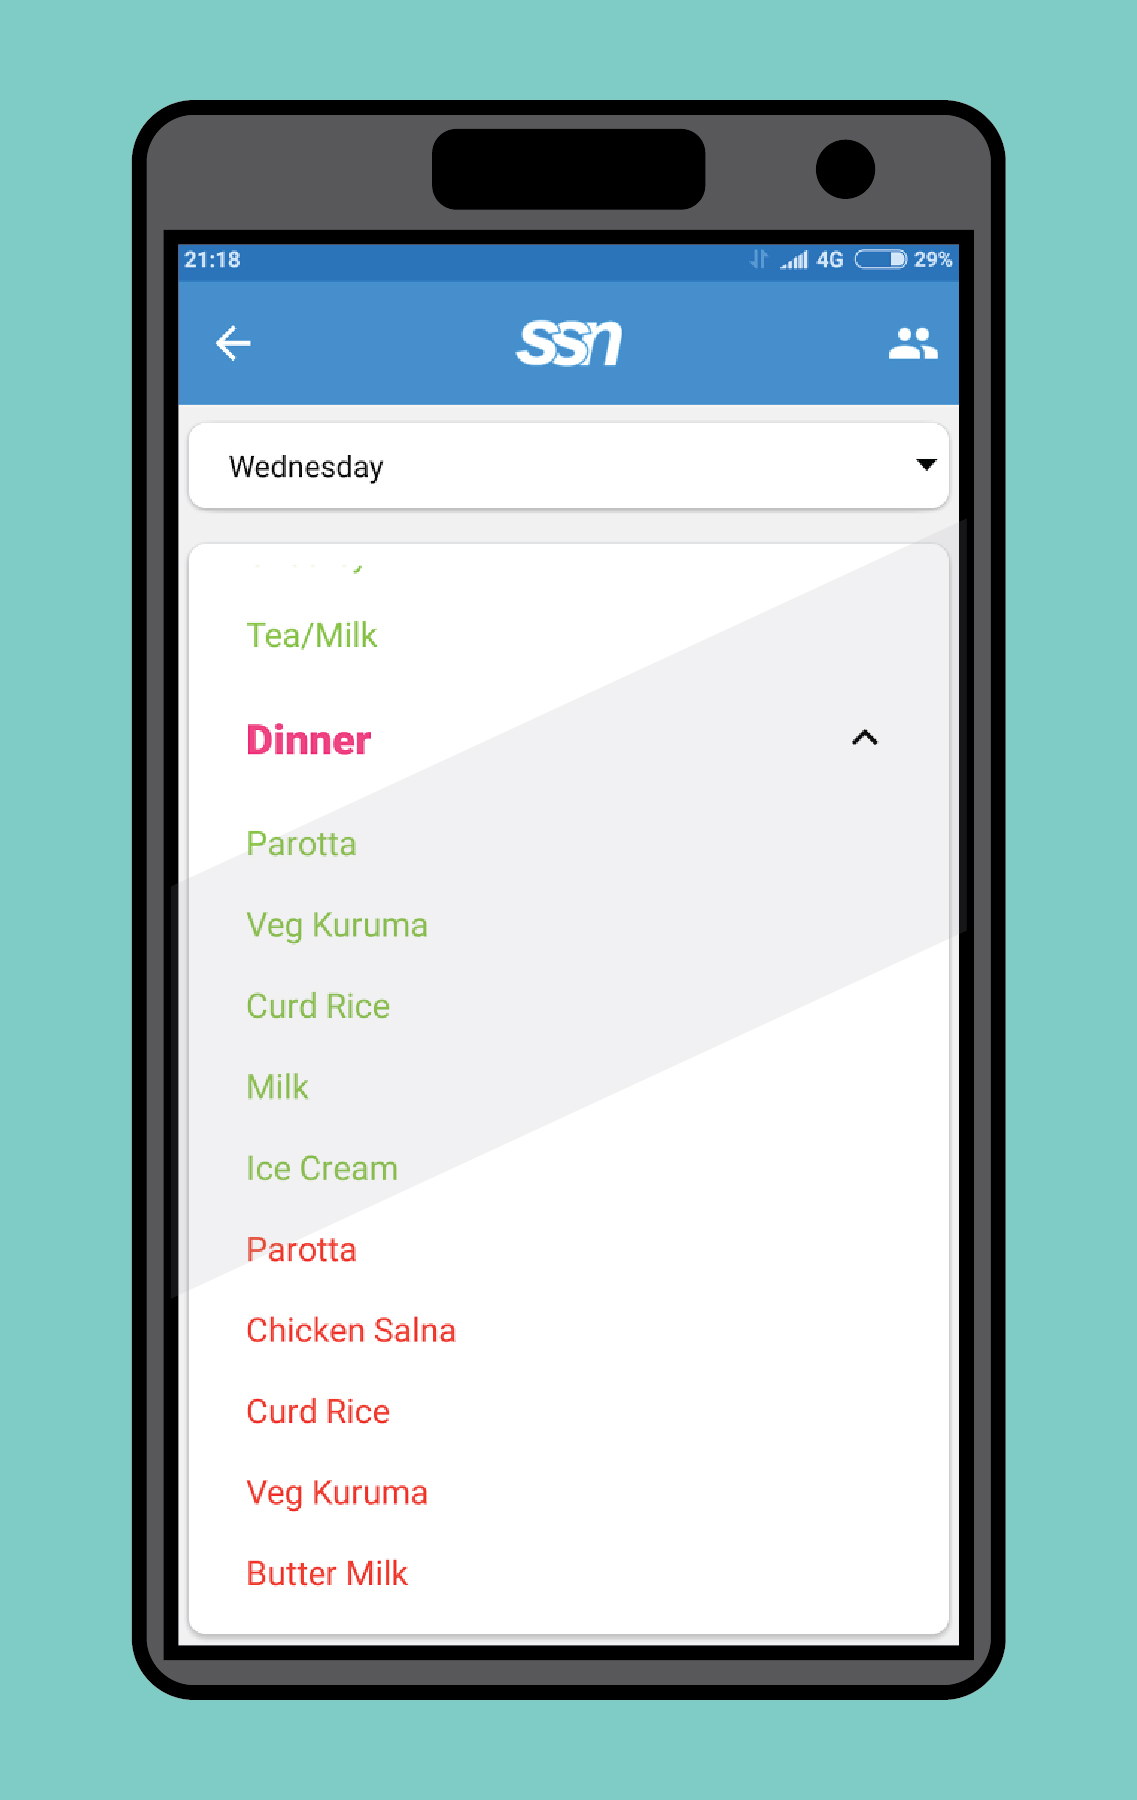 21:18
4G 29%
ssn
Wednesday
Tea/Milk
Dinner
Parotta
Veg Kuruma
Curd Rice
Milk
Ice Cream
Parotta
Chicken Salna
Curd Rice
Veg Kuruma
Butter Milk